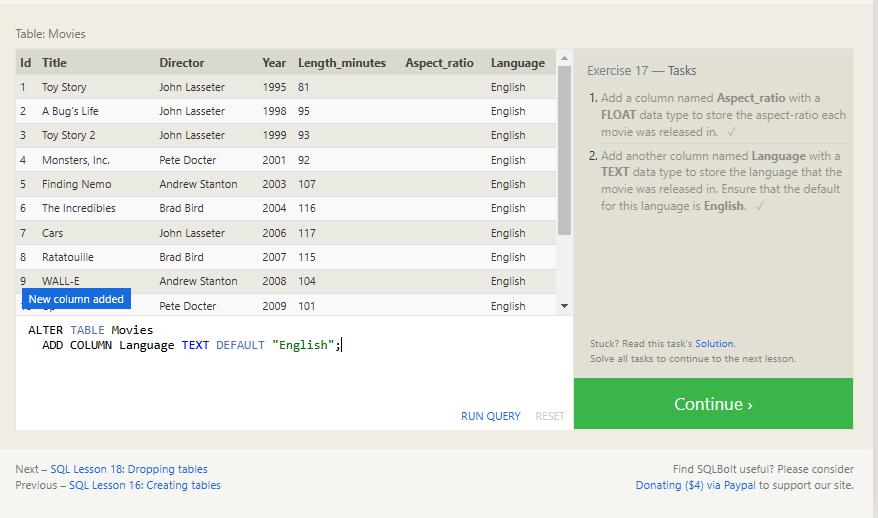 Table: Movies
Id Title Director Year Length_minutes Aspect_ratio Language
1 Toy Story John Lasseter 1995 81 English
2 A Bug's Life John Lasseter 1998 95 English
3 Toy Story 2 John Lasseter 1999 93 English
4 Monsters, Inc. Pete Docter 2001 92 English
5 Finding Nemo Andrew Stanton 2003 107 English
6 The Incredibles Brad Bird 2004 116 English
7 Cars John Lasseter 2006 117 English
8 Ratatouille Brad Bird 2007 115 English
9 WALL-E Andrew Stanton 2008 104 English
Pete Docter 2009 101 English
New column added
ALTER TABLE Movies
ADD COLUMN Language TEXT DEFAULT "English";
RUN QUERY RESET
Exercise 17 — Tasks
1. Add a column named Aspect_ratio with a
FLOAT data type to store the aspect-ratio each
movie was released in. ✓
2. Add another column named Language with a
TEXT data type to store the language that the
movie was released in. Ensure that the default
for this language is English. ✓
Stuck? Read this task's Solution.
Solve all tasks to continue to the next lesson.
Continue ›
Next – SQL Lesson 18: Dropping tables
Previous – SQL Lesson 16: Creating tables
Find SQLBolt useful? Please consider
Donating ($4) via Paypal to support our site.